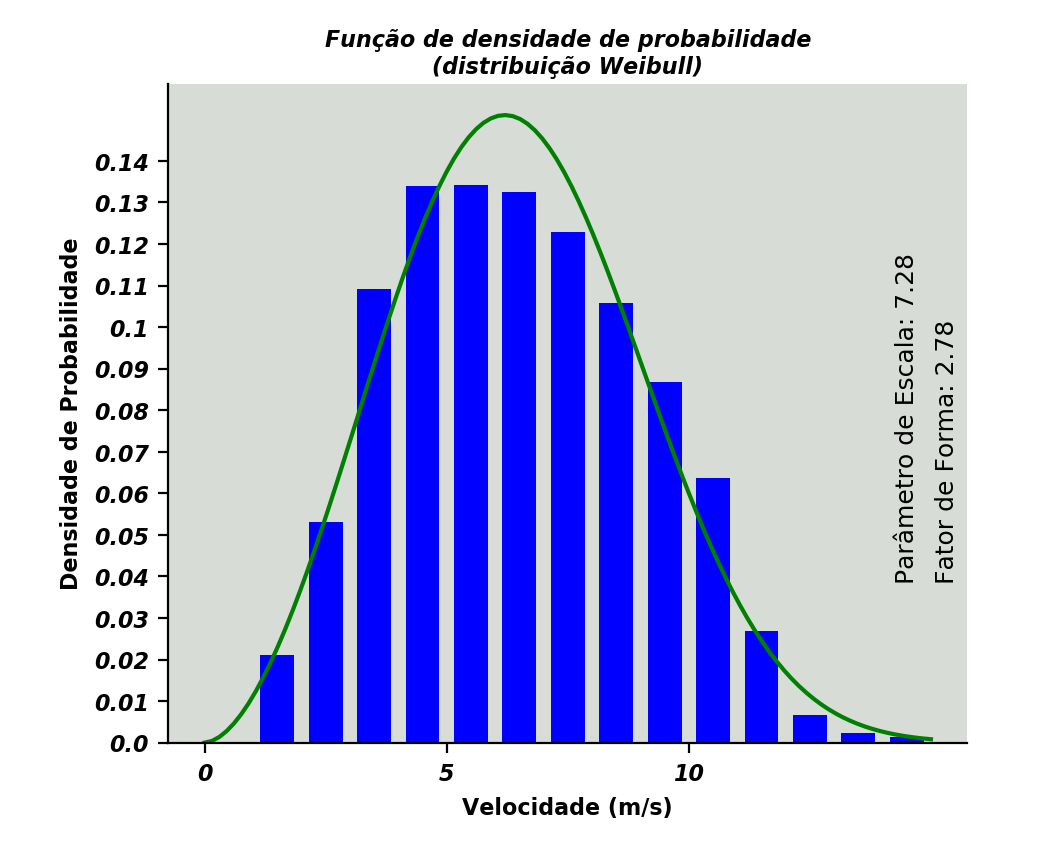 Função de densidade de probabilidade
(distribuição Weibull)
0.14
0.13
0.12
0.11
0.1
0.09
0.08
0.07
0.06
0.05
0.04
0.03
0.02
0.01
0.0
Densidade de Probabilidade
Parâmetro de Escala: 7.28
Fator de Forma: 2.78
0 5 10
Velocidade (m/s)